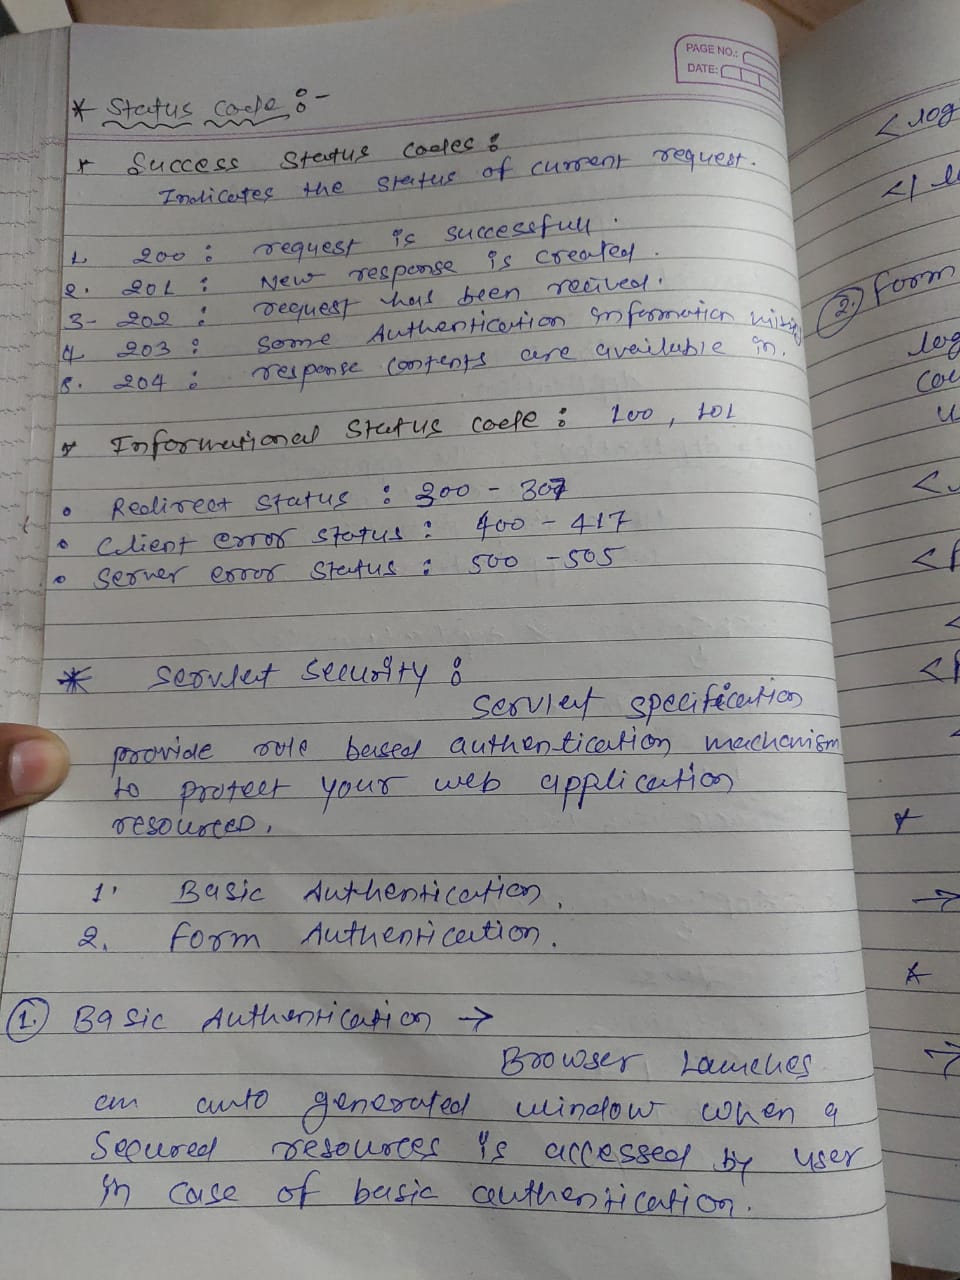 PAGE NO.:
DATE:
* Status code :-
* Success Status codes :
Indicates the status of current request.
1. 200 : request is successfull.
2. 201 : New response is created.
3- 202 : request has been recived.
4. 203 : some Authentication information
5. 204 : response contents are available in.
* Informational Status code : 100, 101
• Redirect status : 300 - 307
• Client error status : 400 - 417
• Server error status : 500 - 505
* Servlet Security :
Servlet specification
provide role based authentication machanism
to protect your web application
resources.
1. Basic Authentication.
2. Form Authentication.
1. Basic Authentication →
Browser Launches
an auto generated window when a
Secured resources is accessed by user
in case of basic authentication.
<log
2. form
log